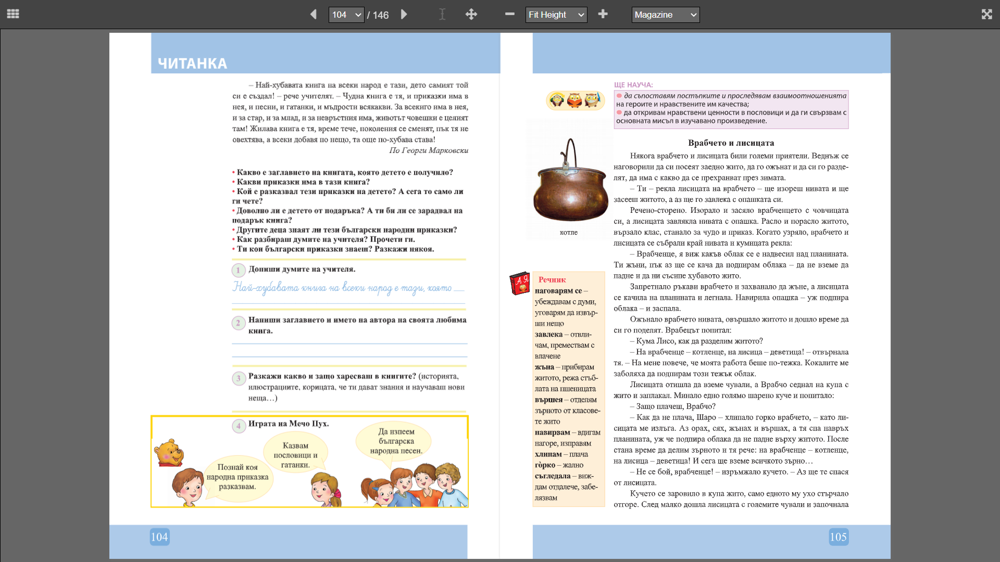 104 / 146 Fit Height Magazine
ЧИТАНКА
– Най-хубавата книга на всеки народ е тази, дето самият той
си е създал! – рече учителят. – Чудна книга е тя, и приказки има в
нея, и песни, и гатанки, и мъдрости всякакви. За всекиго има в нея,
и за стар, и за млад, и за невръстния има, животът човешки е целият
там! Жилава книга е тя, време тече, поколения се сменят, пък тя не
овехтява, а всеки добавя по нещо, та още по-хубава става!
По Георги Марковски
• Какво е заглавието на книгата, която детето е получило?
• Какви приказки има в тази книга?
• Кой е разказвал тези приказки на детето? А сега то само ли
ги чете?
• Доволно ли е детето от подаръка? А ти би ли се зарадвал на
подарък книга?
• Другите деца знаят ли тези български народни приказки?
• Как разбираш думите на учителя? Прочети ги.
• Ти кои български приказки знаеш? Разкажи някоя.
1 Допиши думите на учителя.
Най-хубавата книга на всеки народ е тази, която
2 Напиши заглавието и името на автора на своята любима
книга.
3 Разкажи какво и защо харесваш в книгите? (историята,
илюстрациите, корицата, че ти дават знания и научаваш нови
неща…)
4 Играта на Мечо Пух.
Познай коя
народна приказка
разказвам.
Казвам
пословици и
гатанки.
Да изпеем
българска
народна песен.
104
ЩЕ НАУЧА:
• да съпоставям постъпките и проследявам взаимоотношенията
на героите и нравствените им качества;
• да откривам нравствени ценности в пословици и да ги свързвам с
основната мисъл в изучавано произведение.
котле
А Я
Речник
наговарям се –
убеждавам с думи,
уговарям да извър-
ши нещо
завлека – отвли-
чам, премествам с
влачене
жъна – прибирам
житото, режа стъб-
лата на пшеницата
вършея – отделям
зърното от класове-
те жито
навирвам – вдигам
нагоре, изправям
хлипам – плача
го̀рко – жално
съгледала – виж-
дам отдалече, забе-
лязвам
Врабчето и лисицата
Някога врабчето и лисицата били големи приятели. Веднъж се
наговорили да си посеят заедно жито, да го ожънат и да си го разде-
лят, да има с какво да се прехранват през зимата.
– Ти – рекла лисицата на врабчето – ще изореш нивата и ще
засееш житото, а аз ще го завлека с опашката си.
Речено-сторено. Изорало и засяло врабченцето с човчицата
си, а лисицата завлякла нивата с опашка. Расло и порасло житото,
вързало клас, станало за чудо и приказ. Когато узряло, врабчето и
лисицата се събрали край нивата и кумицата рекла:
– Врабченце, я виж какъв облак се е надвесил над планината.
Ти жъни, пък аз ще се кача да подпирам облака – да не вземе да
падне и да ни съсипе хубавото жито.
Запретнало ръкави врабчето и захванало да жъне, а лисицата
се качила на планината и легнала. Навирила опашка – уж подпира
облака – и заспала.
Ожънало врабчето нивата, овършало житото и дошло време да
си го поделят. Врабецът попитал:
– Кума Лисо, как да разделим житото?
– На врабченце – котленце, на лисица – деветица! – отвърнала
тя. – На мене повече, че моята работа беше по-тежка. Кокалите ме
заболяха да подпирам този тежък облак.
Лисицата отишла да вземе чували, а Врабчо седнал на купа с
жито и заплакал. Минало едно голямо шарено куче и попитало:
– Защо плачеш, Врабчо?
– Как да не плача, Шаро – хлипало горко врабчето, – като ли-
сицата ме излъга. Аз орах, сях, жънах и вършах, а тя спа навръх
планината, уж че подпира облака да не падне върху житото. После
стана време да делим зърното и тя рече: на врабченце – котленце,
на лисица – деветица! И сега ще вземе всичкото зърно…
– Не се бой, врабченце! – изръмжало кучето. – Аз ще те спася
от лисицата.
Кучето се заровило в купа жито, само едното му ухо стърчало
отгоре. След малко дошла лисицата с големите чували и започнала
105